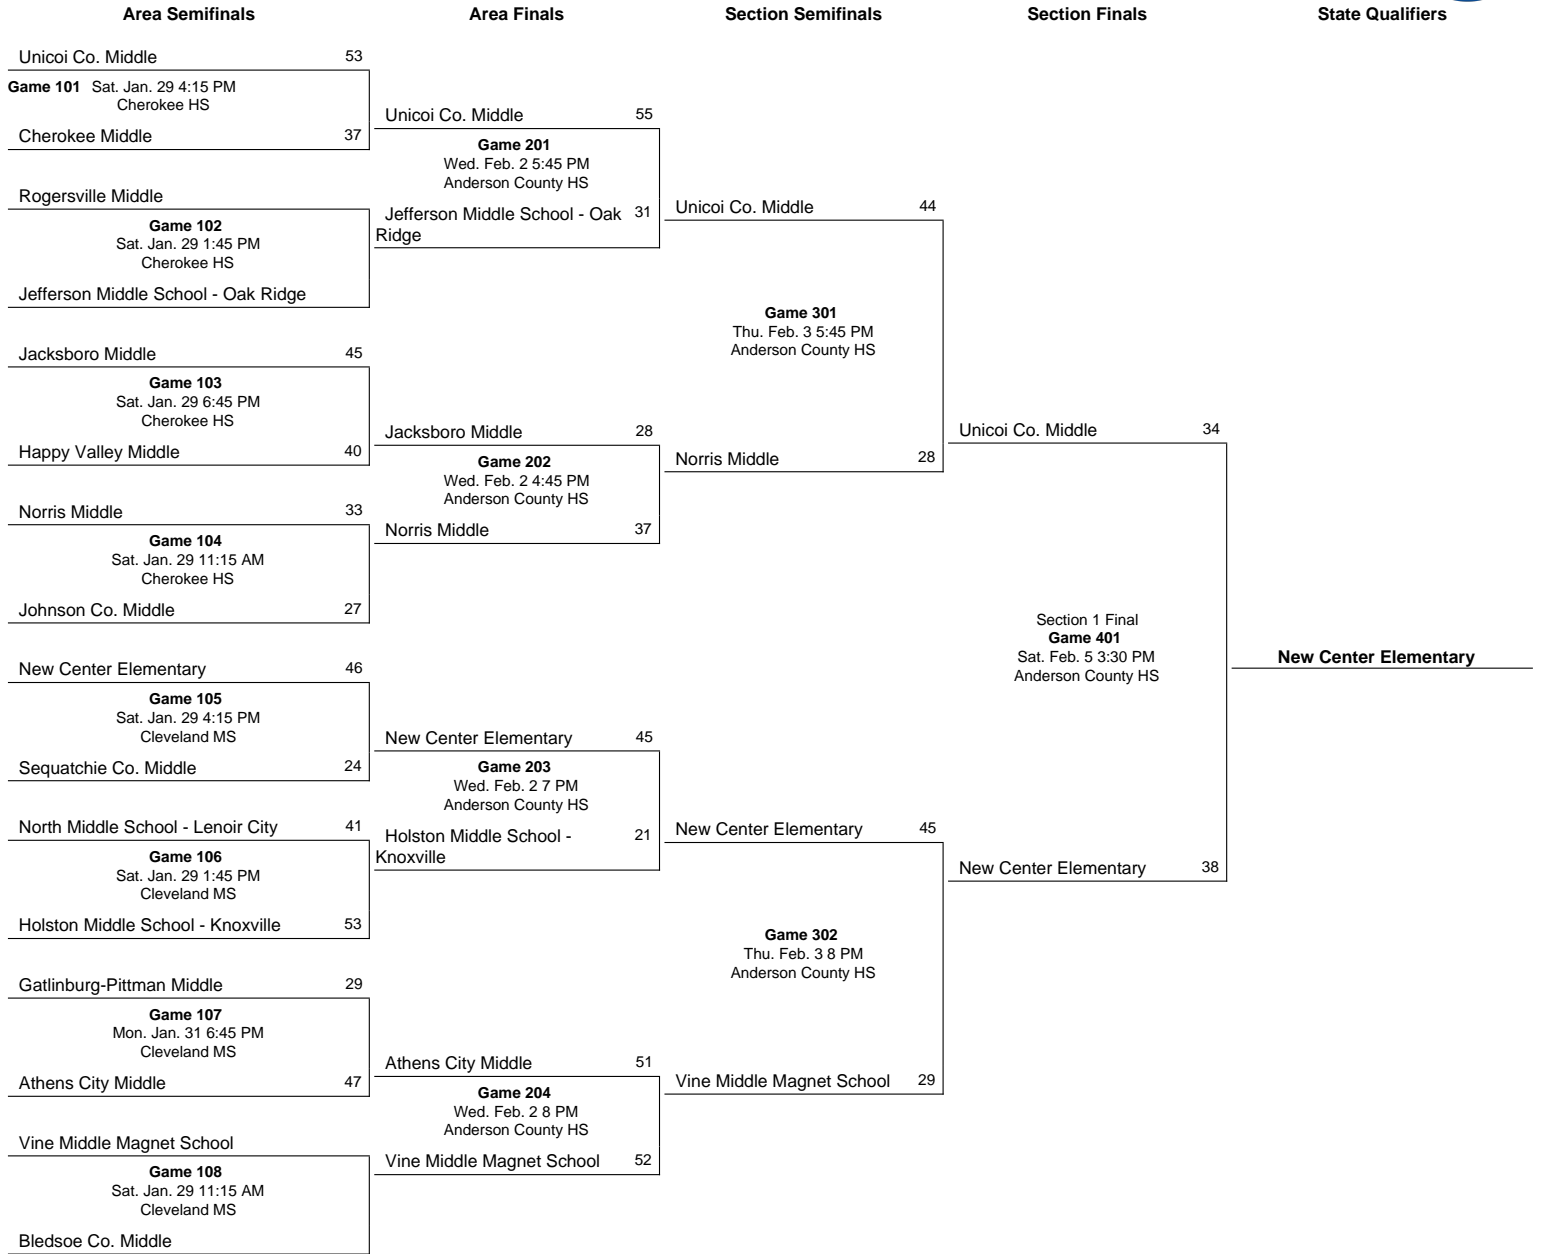 Area Semifinals
Area Finals
Section Semifinals
Section Finals
State Qualifiers
Unicoi Co. Middle 53
Game 101 Sat. Jan. 29 4:15 PM
Cherokee HS
Cherokee Middle 37
Rogersville Middle
Game 102
Sat. Jan. 29 1:45 PM
Cherokee HS
Jefferson Middle School - Oak Ridge
Jacksboro Middle 45
Game 103
Sat. Jan. 29 6:45 PM
Cherokee HS
Happy Valley Middle 40
Norris Middle 33
Game 104
Sat. Jan. 29 11:15 AM
Cherokee HS
Johnson Co. Middle 27
New Center Elementary 46
Game 105
Sat. Jan. 29 4:15 PM
Cleveland MS
Sequatchie Co. Middle 24
North Middle School - Lenoir City 41
Game 106
Sat. Jan. 29 1:45 PM
Cleveland MS
Holston Middle School - Knoxville 53
Gatlinburg-Pittman Middle 29
Game 107
Mon. Jan. 31 6:45 PM
Cleveland MS
Athens City Middle 47
Vine Middle Magnet School
Game 108
Sat. Jan. 29 11:15 AM
Cleveland MS
Bledsoe Co. Middle
Unicoi Co. Middle 55
Game 201
Wed. Feb. 2 5:45 PM
Anderson County HS
Jefferson Middle School - Oak 31
Ridge
Jacksboro Middle 28
Game 202
Wed. Feb. 2 4:45 PM
Anderson County HS
Norris Middle 37
New Center Elementary 45
Game 203
Wed. Feb. 2 7 PM
Anderson County HS
Holston Middle School - 21
Knoxville
Athens City Middle 51
Game 204
Wed. Feb. 2 8 PM
Anderson County HS
Vine Middle Magnet School 52
Unicoi Co. Middle 44
Game 301
Thu. Feb. 3 5:45 PM
Anderson County HS
Norris Middle 28
New Center Elementary 45
Game 302
Thu. Feb. 3 8 PM
Anderson County HS
Vine Middle Magnet School 29
Unicoi Co. Middle 34
Section 1 Final
Game 401
Sat. Feb. 5 3:30 PM
Anderson County HS
New Center Elementary 38
New Center Elementary